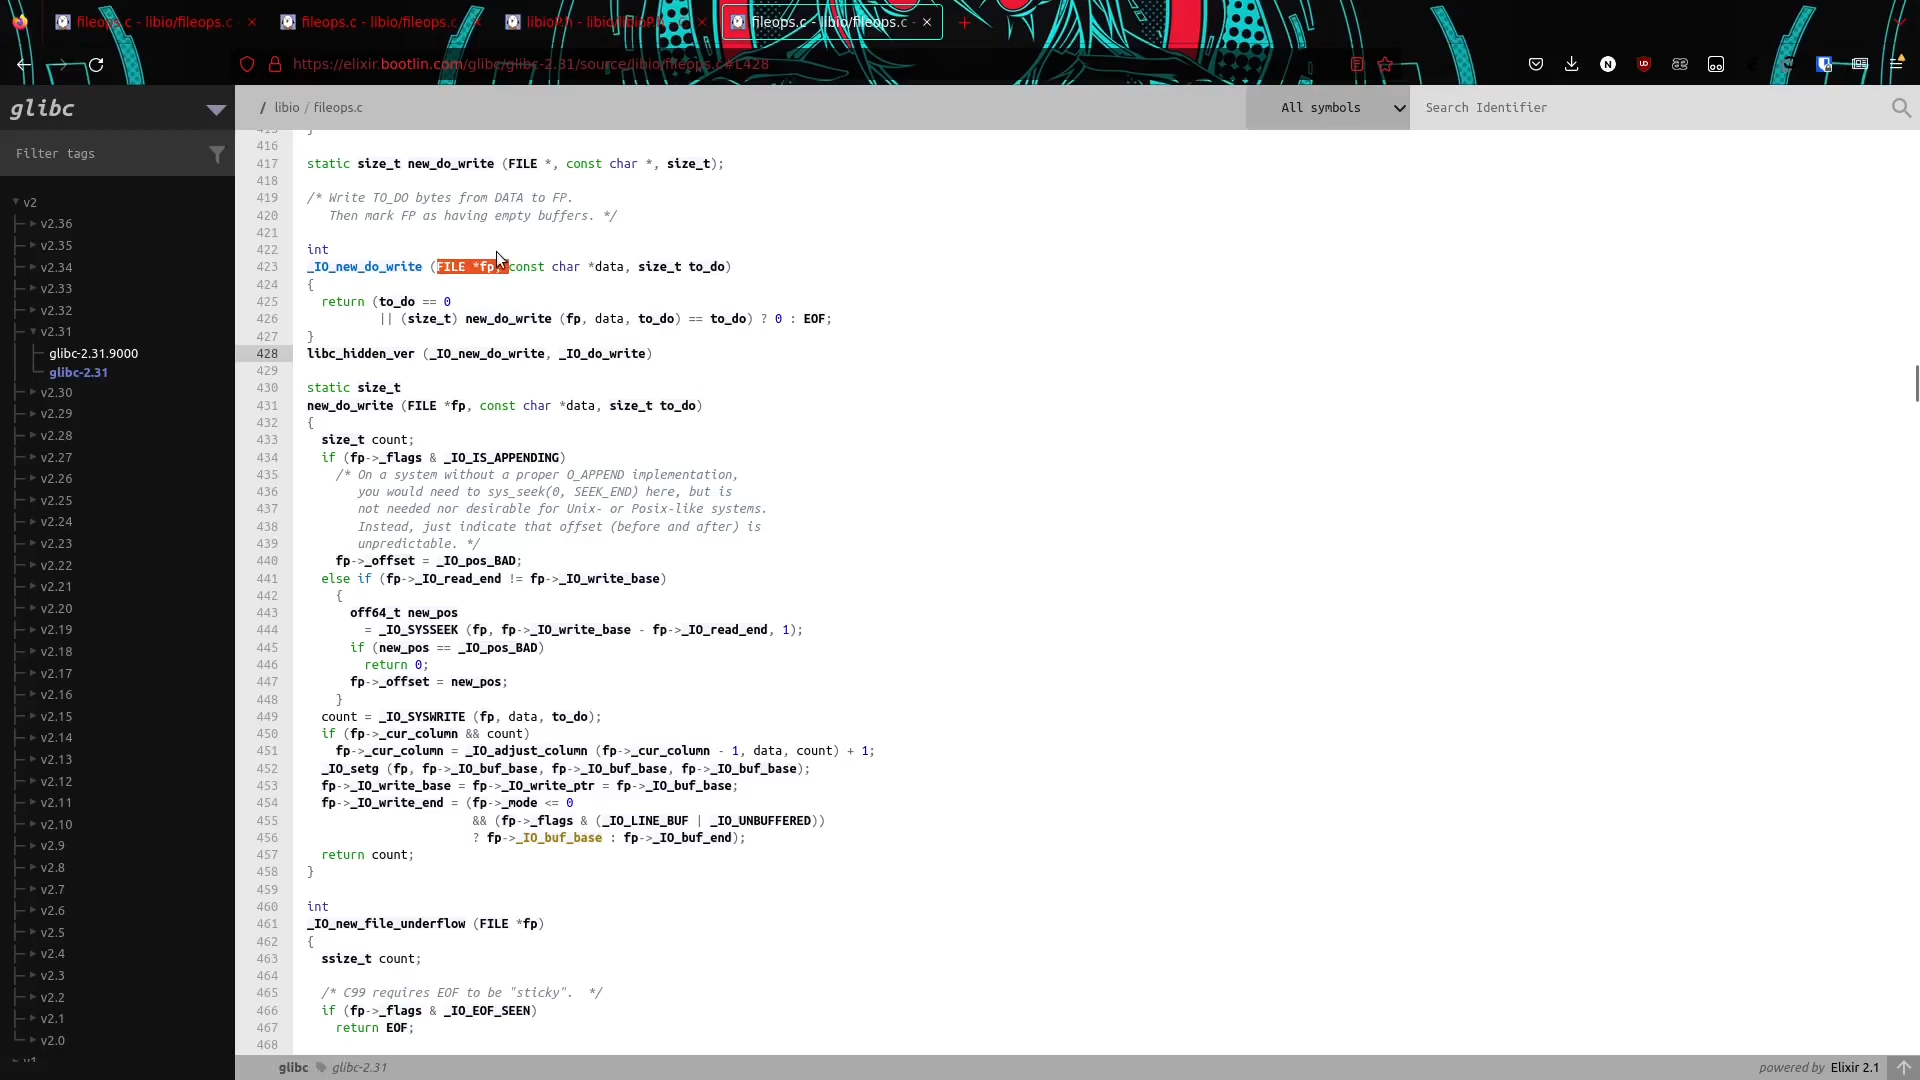 fileops.c - libio/fileops.c
fileops.c - libio/fileops.c
libioP.h - libio/libioP.
fileops.c - libio/fileops.c -
https://elixir.bootlin.com/glibc/glibc-2.31/source/libio/fileops.c#L428
glibc
/ libio / fileops.c
All symbols
Search Identifier
Filter tags
v2
v2.36
v2.35
v2.34
v2.33
v2.32
v2.31
glibc-2.31.9000
glibc-2.31
v2.30
v2.29
v2.28
v2.27
v2.26
v2.25
v2.24
v2.23
v2.22
v2.21
v2.20
v2.19
v2.18
v2.17
v2.16
v2.15
v2.14
v2.13
v2.12
v2.11
v2.10
v2.9
v2.8
v2.7
v2.6
v2.5
v2.4
v2.3
v2.2
v2.1
v2.0
v1
415 }
416
417 static size_t new_do_write (FILE *, const char *, size_t);
418
419 /* Write TO_DO bytes from DATA to FP.
420 Then mark FP as having empty buffers. */
421
422 int
423 _IO_new_do_write (FILE *fp, const char *data, size_t to_do)
424 {
425 return (to_do == 0
426 || (size_t) new_do_write (fp, data, to_do) == to_do) ? 0 : EOF;
427 }
428 libc_hidden_ver (_IO_new_do_write, _IO_do_write)
429
430 static size_t
431 new_do_write (FILE *fp, const char *data, size_t to_do)
432 {
433 size_t count;
434 if (fp->_flags & _IO_IS_APPENDING)
435 /* On a system without a proper O_APPEND implementation,
436 you would need to sys_seek(0, SEEK_END) here, but is
437 not needed nor desirable for Unix- or Posix-like systems.
438 Instead, just indicate that offset (before and after) is
439 unpredictable. */
440 fp->_offset = _IO_pos_BAD;
441 else if (fp->_IO_read_end != fp->_IO_write_base)
442 {
443 off64_t new_pos
444 = _IO_SYSSEEK (fp, fp->_IO_write_base - fp->_IO_read_end, 1);
445 if (new_pos == _IO_pos_BAD)
446 return 0;
447 fp->_offset = new_pos;
448 }
449 count = _IO_SYSWRITE (fp, data, to_do);
450 if (fp->_cur_column && count)
451 fp->_cur_column = _IO_adjust_column (fp->_cur_column - 1, data, count) + 1;
452 _IO_setg (fp, fp->_IO_buf_base, fp->_IO_buf_base, fp->_IO_buf_base);
453 fp->_IO_write_base = fp->_IO_write_ptr = fp->_IO_buf_base;
454 fp->_IO_write_end = (fp->_mode <= 0
455 && (fp->_flags & (_IO_LINE_BUF | _IO_UNBUFFERED))
456 ? fp->_IO_buf_base : fp->_IO_buf_end);
457 return count;
458 }
459
460 int
461 _IO_new_file_underflow (FILE *fp)
462 {
463 ssize_t count;
464
465 /* C99 requires EOF to be "sticky". */
466 if (fp->_flags & _IO_EOF_SEEN)
467 return EOF;
468
glibc glibc-2.31
powered by Elixir 2.1